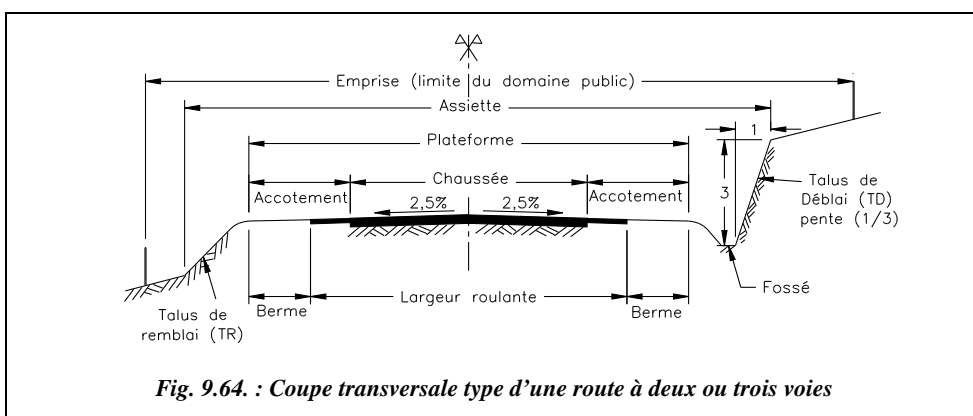 Emprise (limite du domaine public)
Assiette
1
Plateforme
Chaussée
Accotement
Accotement
2,5%
2,5%
3
Talus de
Déblai (TD)
pente (1/3)
Largeur roulante
Berme
Berme
Fossé
Talus de
remblai (TR)
Fig. 9.64. : Coupe transversale type d'une route à deux ou trois voies